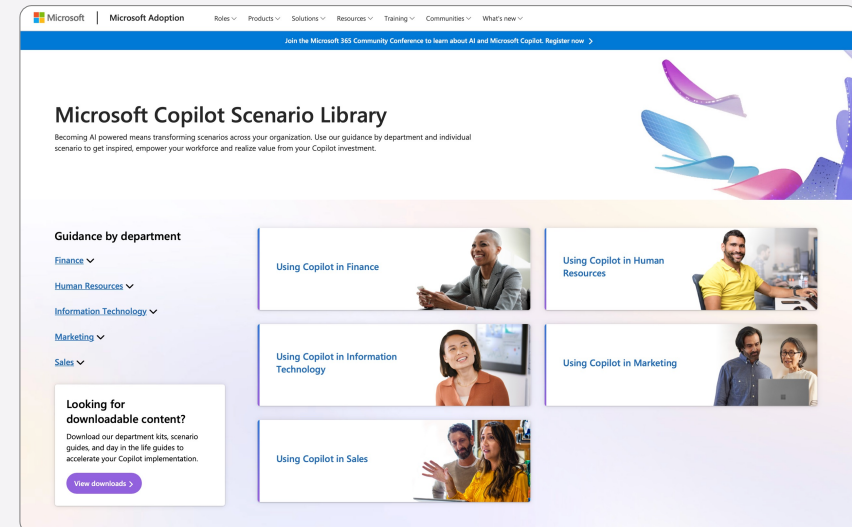 Microsoft | Microsoft Adoption Roles Products Solutions Resources Training Communities What's new
Join the Microsoft 365 Community Conference to learn about AI and Microsoft Copilot. Register now >
Microsoft Copilot Scenario Library
Becoming AI powered means transforming scenarios across your organization. Use our guidance by department and individual
scenario to get inspired, empower your workforce and realize value from your Copilot investment.
Guidance by department
Finance
Human Resources
Information Technology
Marketing
Sales
Looking for
downloadable content?
Download our department kits, scenario
guides, and day in the life guides to
accelerate your Copilot implementation.
View downloads >
Using Copilot in Finance
Using Copilot in Human
Resources
Using Copilot in Information
Technology
Using Copilot in Marketing
Using Copilot in Sales